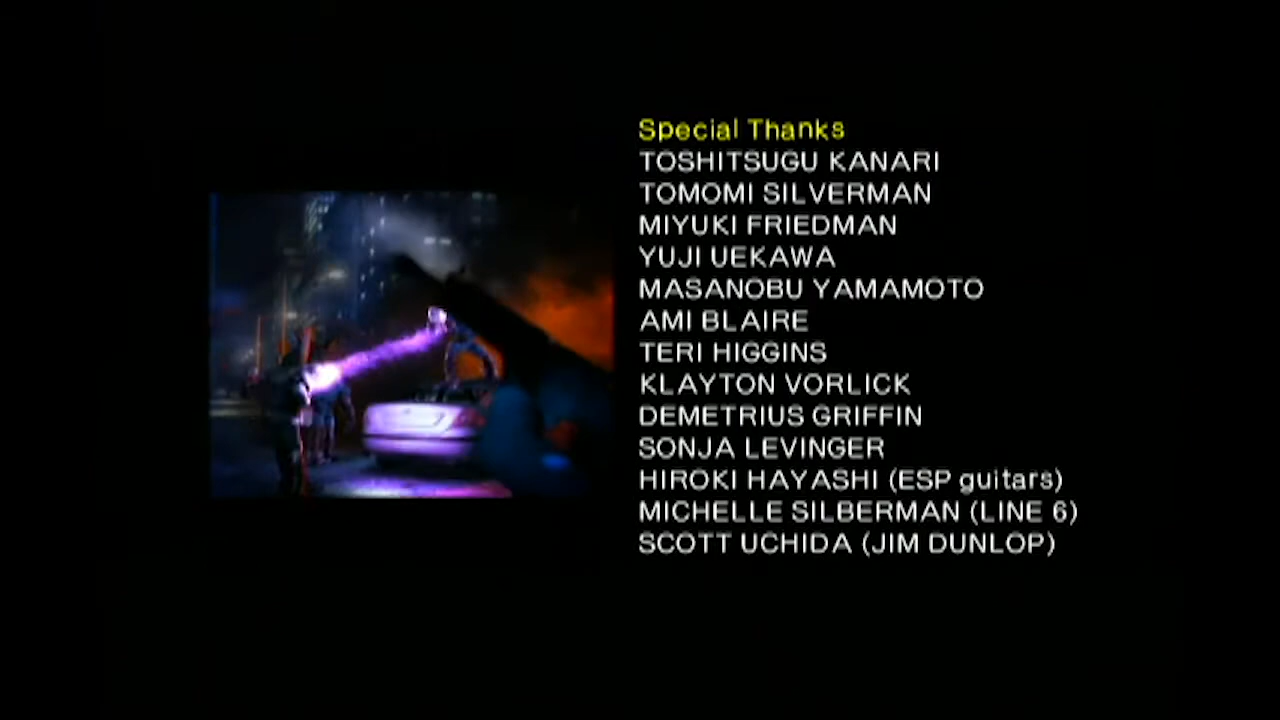 Special Thanks
TOSHITSUGU KANARI
TOMOMI SILVERMAN
MIYUKI FRIEDMAN
YUJI UEKAWA
MASANOBU YAMAMOTO
AMI BLAIRE
TERI HIGGINS
KLAYTON VORLICK
DEMETRIUS GRIFFIN
SONJA LEVINGER
HIROKI HAYASHI (ESP guitars)
MICHELLE SILBERMAN (LINE 6)
SCOTT UCHIDA (JIM DUNLOP)